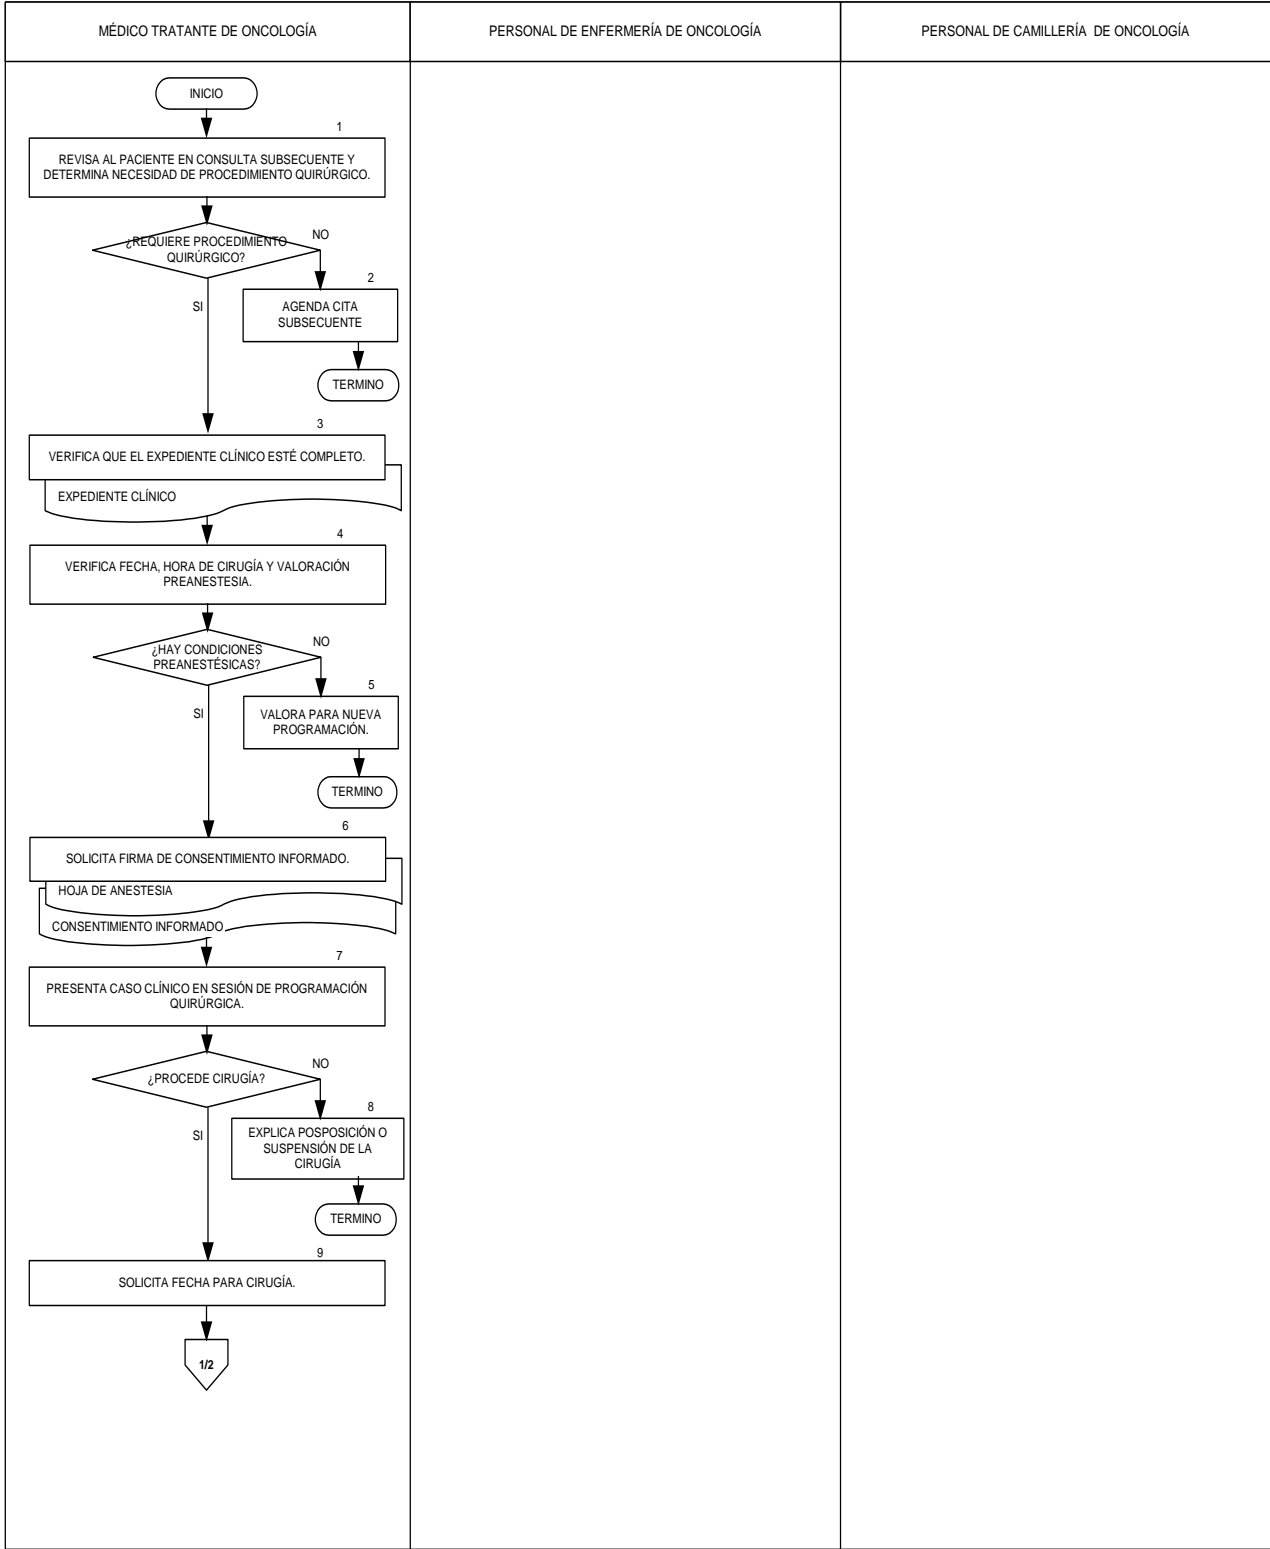 MÉDICO TRATANTE DE ONCOLOGÍA
PERSONAL DE ENFERMERÍA DE ONCOLOGÍA
PERSONAL DE CAMILLERÍA DE ONCOLOGÍA
INICIO
1
REVISA AL PACIENTE EN CONSULTA SUBSECUENTE Y
DETERMINA NECESIDAD DE PROCEDIMIENTO QUIRÚRGICO.
¿REQUIERE PROCEDIMIENTO
QUIRÚRGICO?
NO
SI
2
AGENDA CITA
SUBSECUENTE
TERMINO
3
VERIFICA QUE EL EXPEDIENTE CLÍNICO ESTÉ COMPLETO.
EXPEDIENTE CLÍNICO
4
VERIFICA FECHA, HORA DE CIRUGÍA Y VALORACIÓN
PREANESTESIA.
¿HAY CONDICIONES
PREANESTÉSICAS?
NO
SI
5
VALORA PARA NUEVA
PROGRAMACIÓN.
TERMINO
6
SOLICITA FIRMA DE CONSENTIMIENTO INFORMADO.
HOJA DE ANESTESIA
CONSENTIMIENTO INFORMADO
7
PRESENTA CASO CLÍNICO EN SESIÓN DE PROGRAMACIÓN
QUIRÚRGICA.
¿PROCEDE CIRUGÍA?
NO
SI
8
EXPLICA POSPOSICIÓN O
SUSPENSIÓN DE LA
CIRUGÍA
TERMINO
9
SOLICITA FECHA PARA CIRUGÍA.
1/2